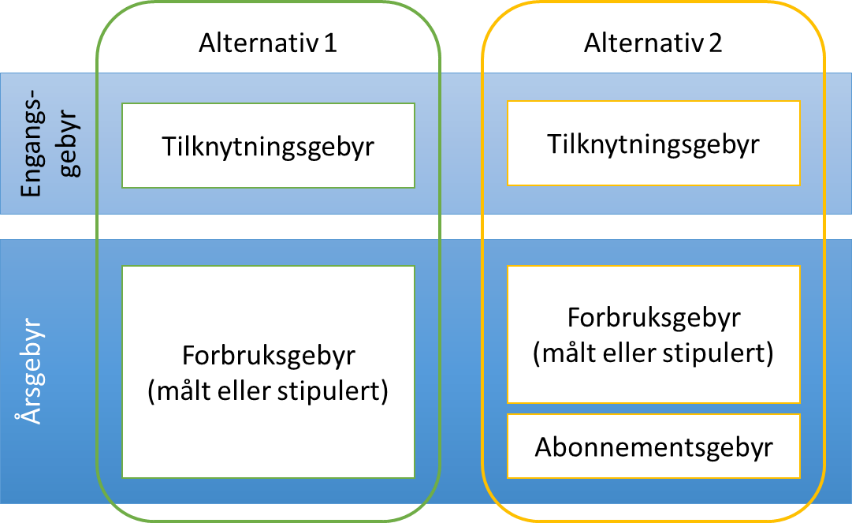 Alternativ 1
Alternativ 2
Engangs-
gebyr
Tilknytningsgebyr
Tilknytningsgebyr
Årsgebyr
Forbruksgebyr
(målt eller stipulert)
Forbruksgebyr
(målt eller stipulert)
Abonnementsgebyr